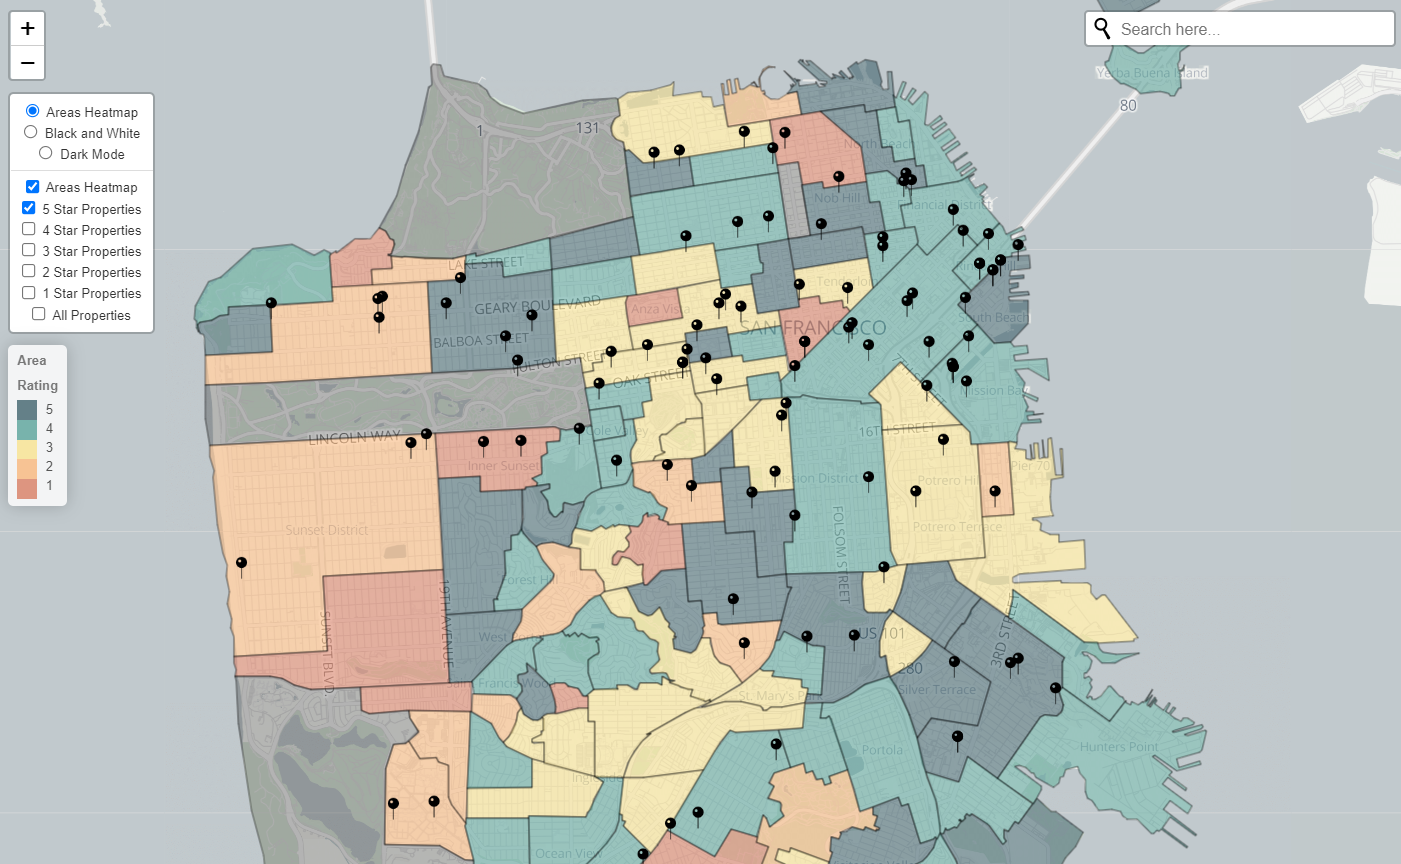 +
−
Search here...
Areas Heatmap
Black and White
Dark Mode
Areas Heatmap
5 Star Properties
4 Star Properties
3 Star Properties
2 Star Properties
1 Star Properties
All Properties
Area
Rating
5
4
3
2
1
Yerba Buena Island
80
1
131
North Beach
Nob Hill
Financial District
LAKE STREET
GEARY BOULEVARD
Anza Vista
Tenderloin
SAN FRANCISCO
South Beach
BALBOA STREET
FULTON STREET
OAK STREET
Mission Bay
LINCOLN WAY
Cole Valley
16TH STREET
Inner Sunset
Mission District
Potrero Hill
Pier 70
Sunset District
FOLSOM STREET
Potrero Terrace
Forest Hill
19TH AVENUE
SUNSET BLVD.
West Portal
US 101
280
3RD STREET
Saint Francis Wood
St. Mary's Park
Silver Terrace
Portola
Hunters Point
Ingleside
Ocean View